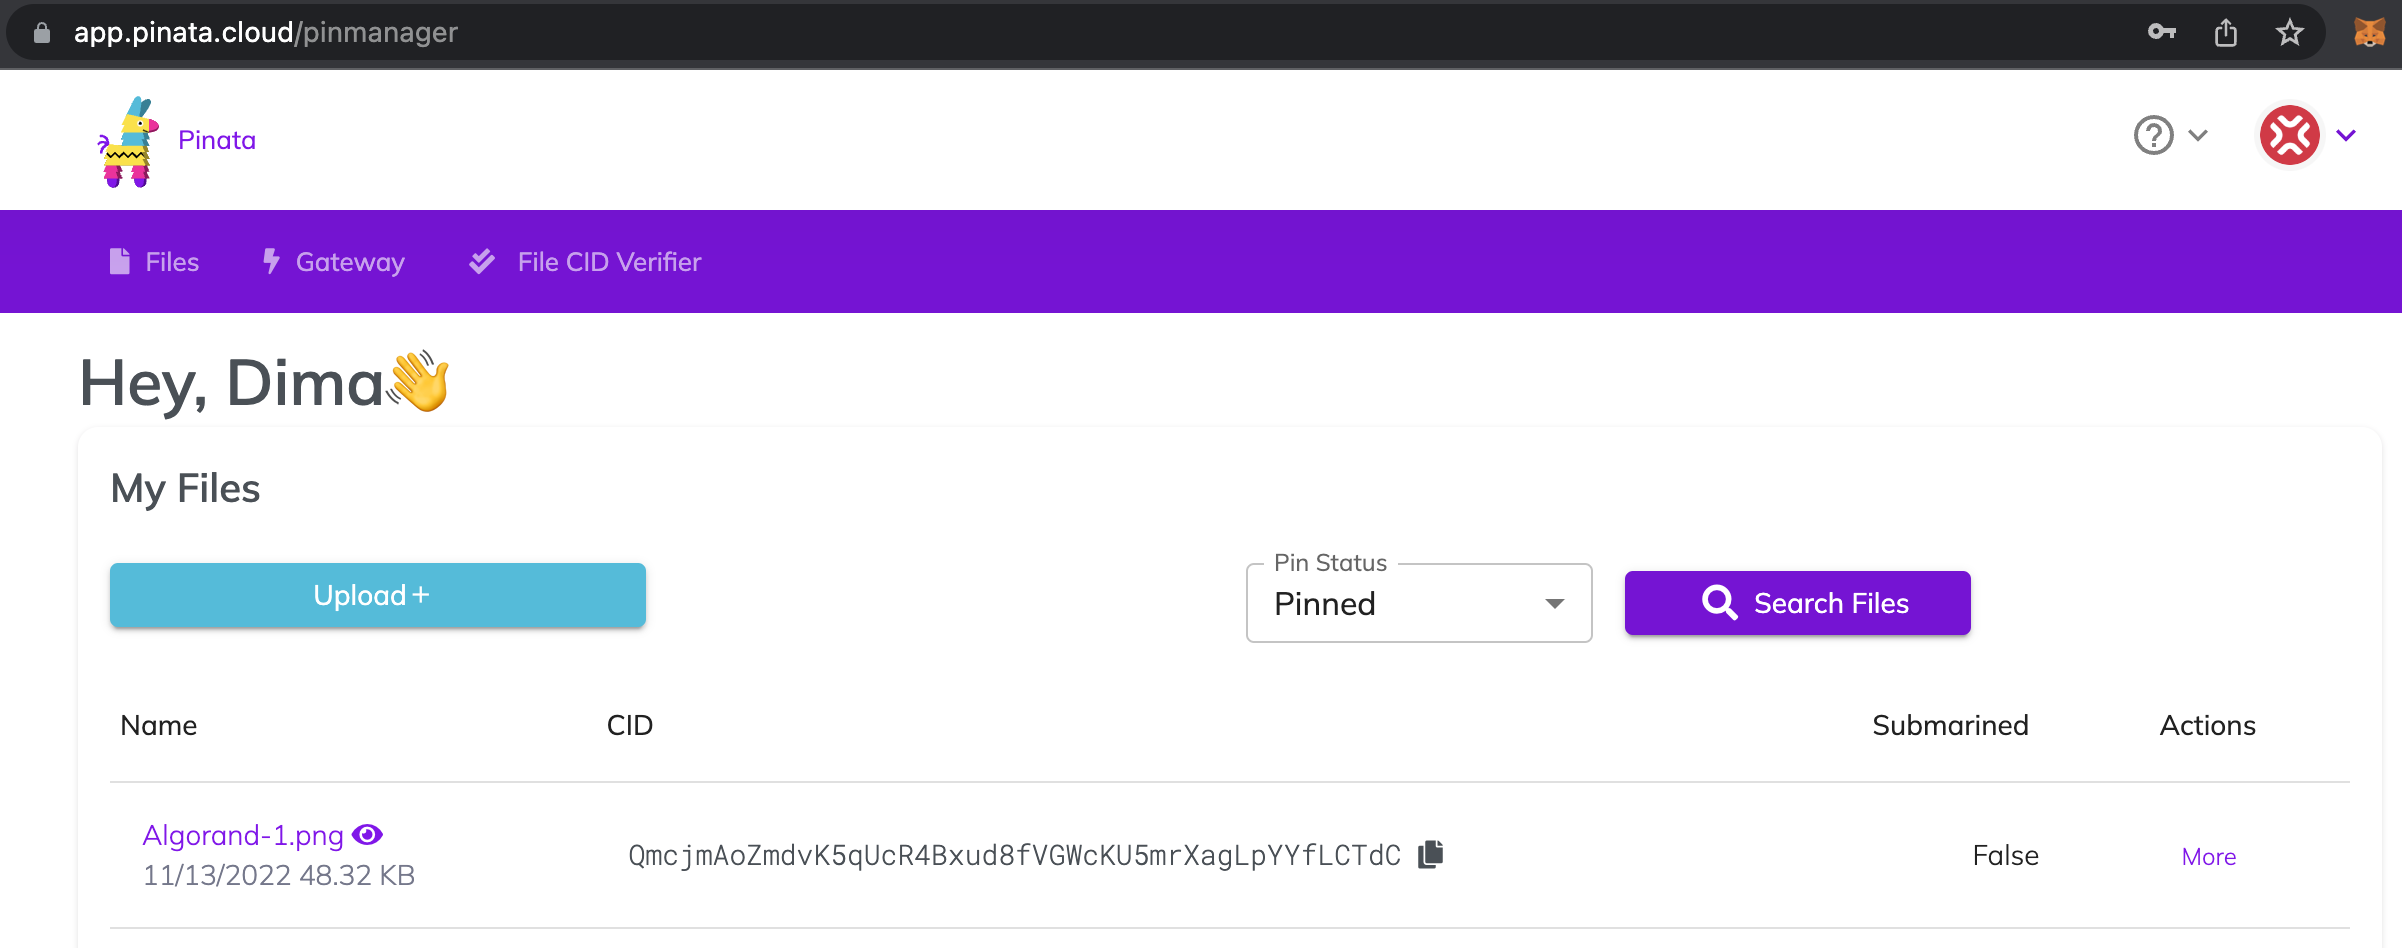 app.pinata.cloud/pinmanager
Pinata
Files Gateway File CID Verifier
Hey, Dima👋
My Files
Upload+
Pin Status
Pinned
Search Files
Name CID Submarined Actions
Algorand-1.png
11/13/2022 48.32 KB
QmcjmAoZmdvK5qUcR4Bxud8fVGWcKU5mrXagLpYYfLCTdC
False
More